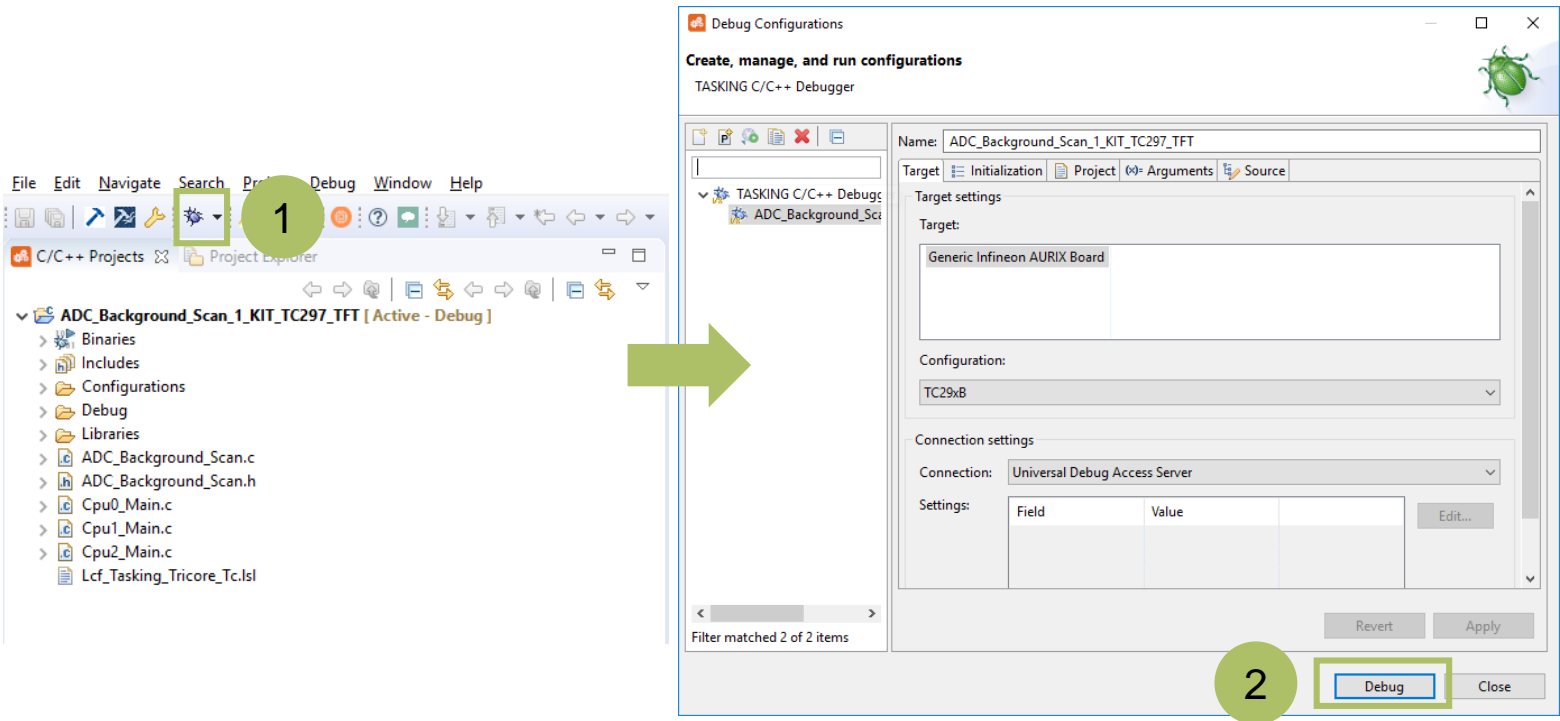 File Edit Navigate Search Debug Window Help
1
C/C++ Projects Project Explorer
ADC_Background_Scan_1_KIT_TC297_TFT [ Active - Debug ]
Binaries
Includes
Configurations
Debug
Libraries
ADC_Background_Scan.c
ADC_Background_Scan.h
Cpu0_Main.c
Cpu1_Main.c
Cpu2_Main.c
Lcf_Tasking_Tricore_Tc.lsl
Debug Configurations
Create, manage, and run configurations
TASKING C/C++ Debugger
TASKING C/C++ Debugg
ADC_Background_Sca
Filter matched 2 of 2 items
Name: ADC_Background_Scan_1_KIT_TC297_TFT
Target Initialization Project Arguments Source
Target settings
Target:
Generic Infineon AURIX Board
Configuration:
TC29xB
Connection settings
Connection: Universal Debug Access Server
Settings: Field Value
Edit...
Revert Apply
2
Debug Close